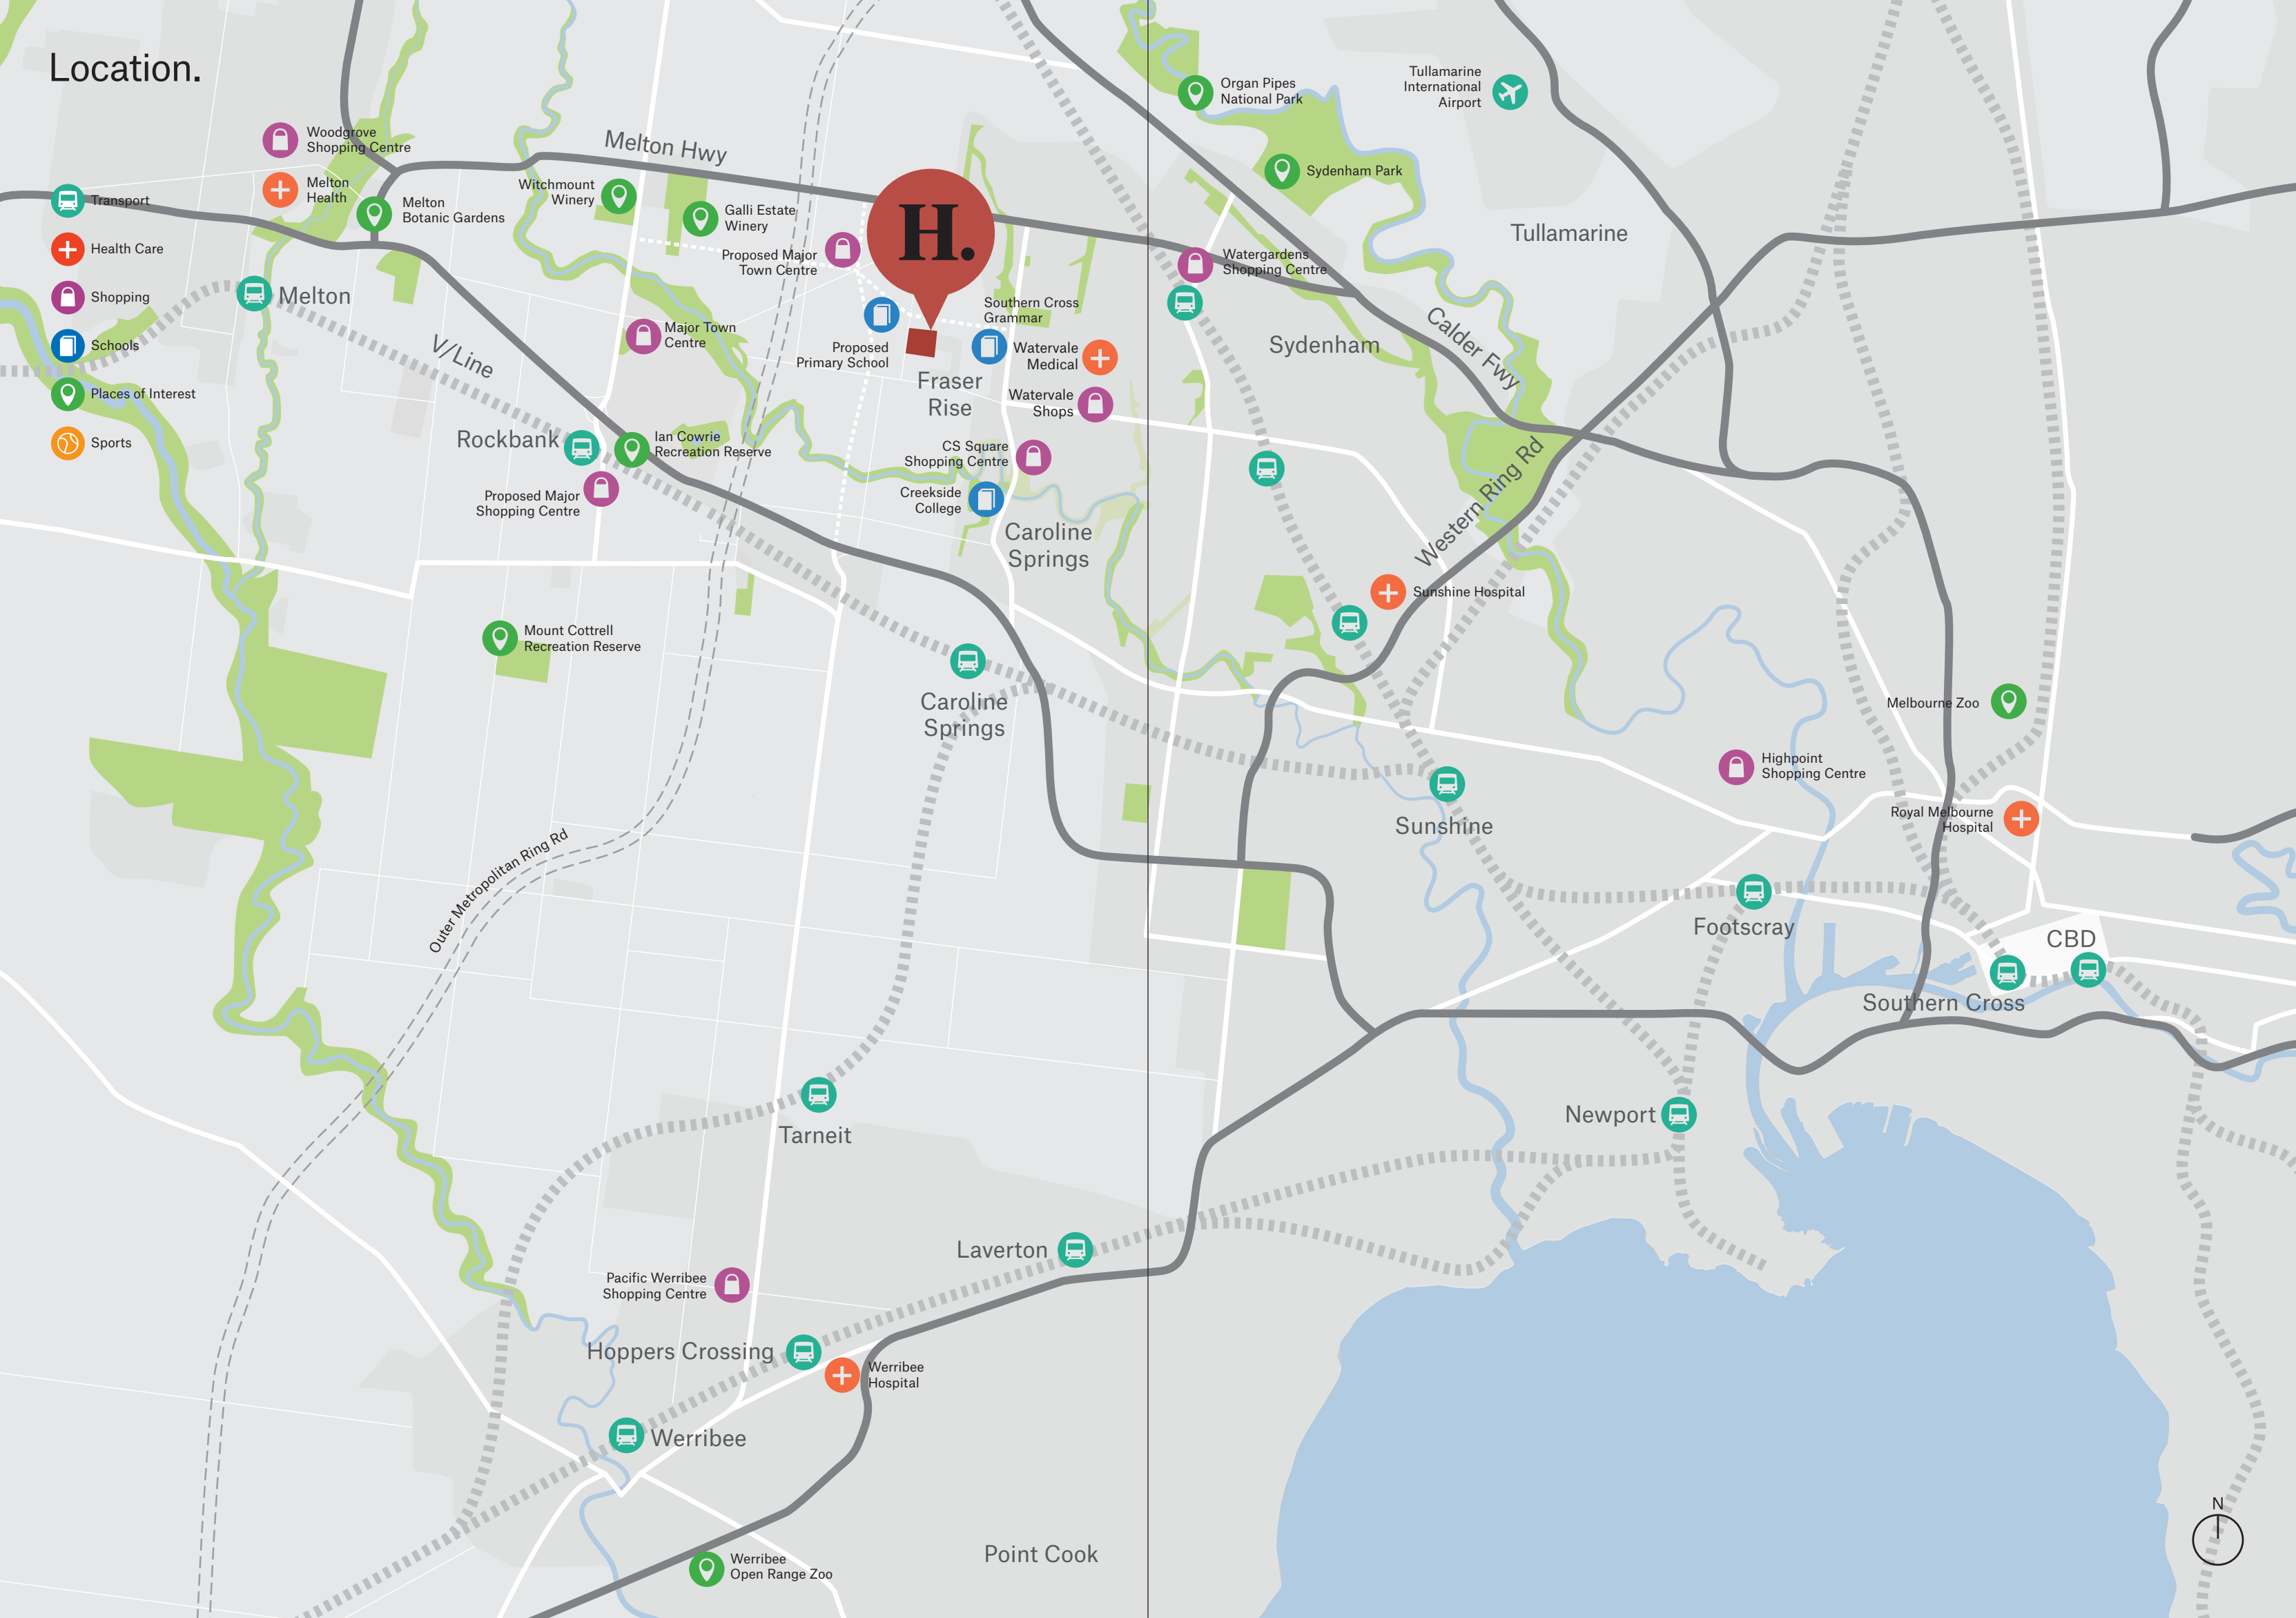 Location.
Transport
Health Care
Shopping
Schools
Places of Interest
Sports
Woodgrove
Shopping Centre
Melton
Health
Melton
Botanic Gardens
Melton
V/Line
Melton Hwy
Witchmount
Winery
Galli Estate
Winery
Proposed Major
Town Centre
H.
Major Town
Centre
Proposed
Primary School
Southern Cross
Grammar
Watervale
Medical
Fraser
Rise
Watervale
Shops
Rockbank
Ian Cowrie
Recreation Reserve
Proposed Major
Shopping Centre
CS Square
Shopping Centre
Creekside
College
Caroline
Springs
Mount Cottrell
Recreation Reserve
Caroline
Springs
Outer Metropolitan Ring Rd
Tarneit
Laverton
Pacific Werribee
Shopping Centre
Hoppers Crossing
Werribee
Hospital
Werribee
Werribee
Open Range Zoo
Point Cook
Organ Pipes
National Park
Tullamarine
International
Airport
Sydenham Park
Tullamarine
Watergardens
Shopping Centre
Sydenham
Calder Fwy
Western Ring Rd
Sunshine Hospital
Melbourne Zoo
Highpoint
Shopping Centre
Royal Melbourne
Hospital
Sunshine
Footscray
CBD
Southern Cross
Newport
N